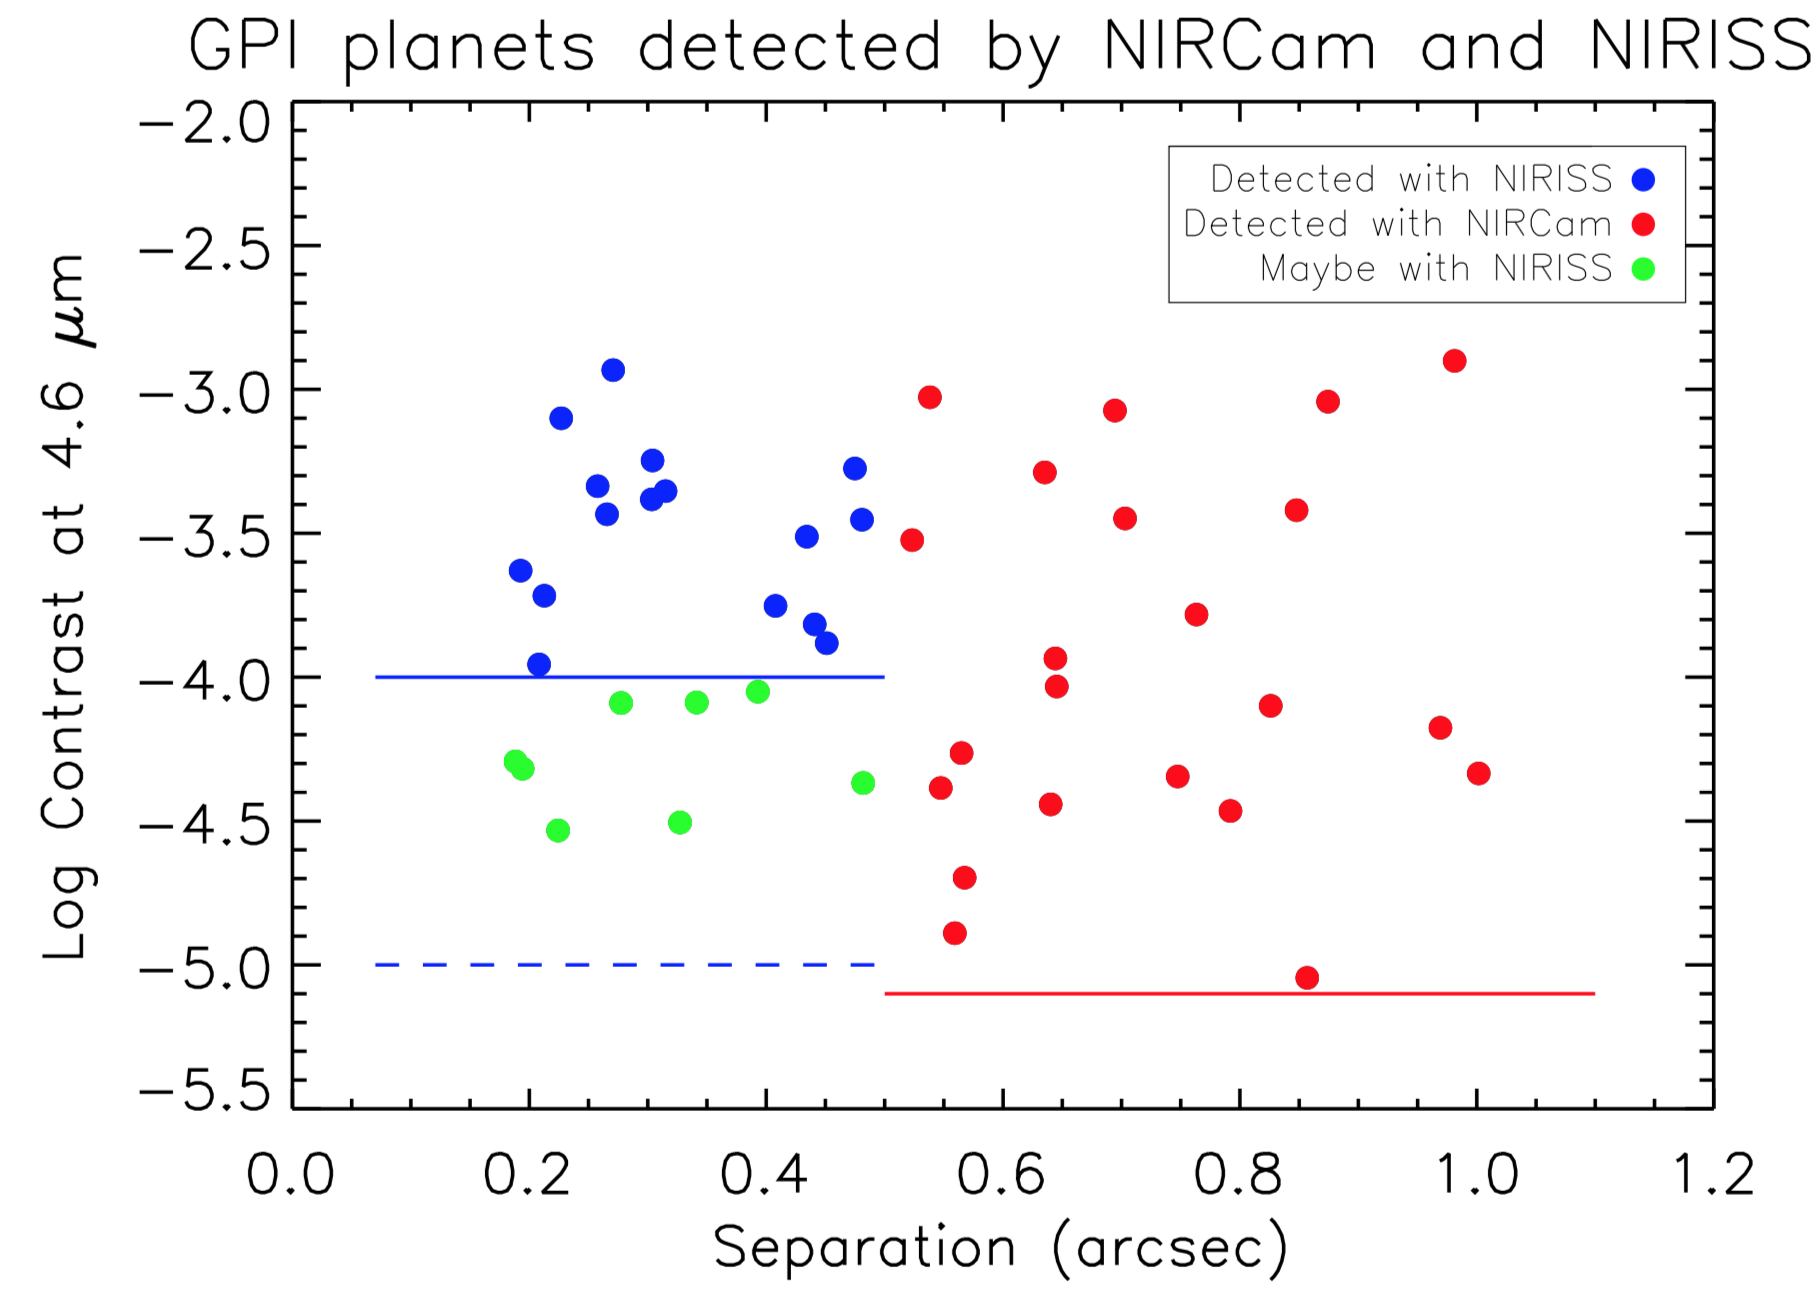 GPI planets detected by NIRCam and NIRISS
−2.0
−2.5
−3.0
−3.5
−4.0
−4.5
−5.0
−5.5
Log Contrast at 4.6 μm
Detected with NIRISS
Detected with NIRCam
Maybe with NIRISS
0.0 0.2 0.4 0.6 0.8 1.0 1.2
Separation (arcsec)